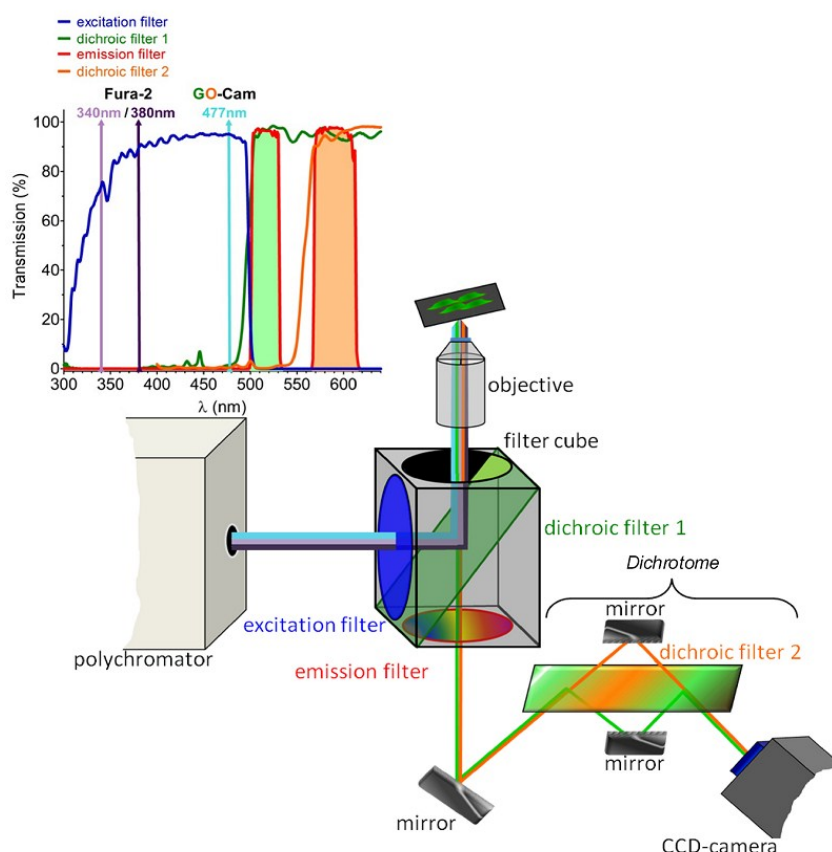 excitation filter
dichroic filter 1
emission filter
dichroic filter 2
Fura-2 GO-Cam
340nm / 380nm 477nm
Transmission (%)
100
80
60
40
20
0
300 350 400 450 500 550 600
λ (nm)
objective
filter cube
dichroic filter 1
Dichrotome
mirror
excitation filter
dichroic filter 2
polychromator
emission filter
mirror
mirror
CCD-camera